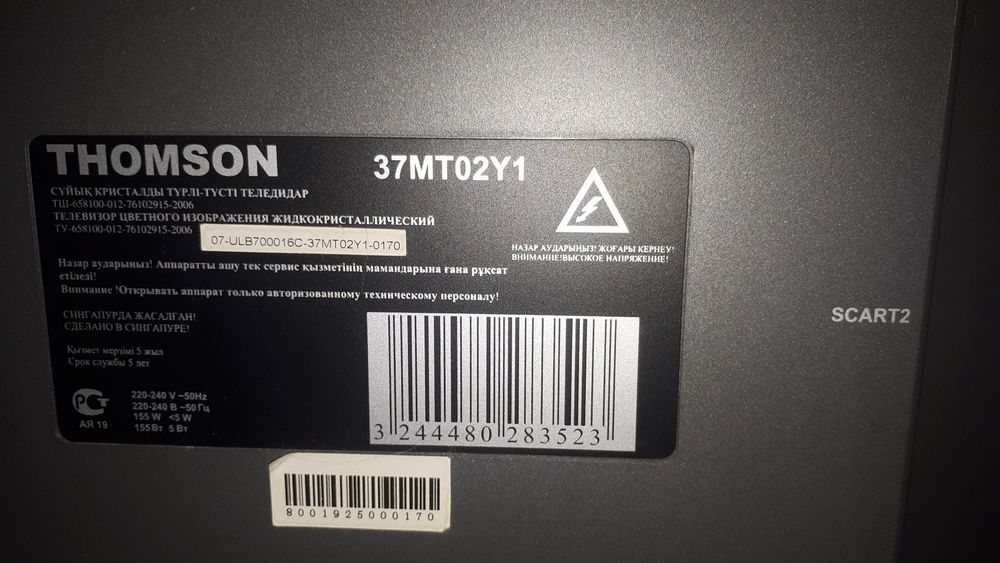 THOMSON
37MT02Y1
СҰЙЫҚ КРИСТАЛДЫ ТҮРЛІ-ТҮСТІ ТЕЛЕДИДАР
ТШ-658100-012-76102915-2006
ТЕЛЕВИЗОР ЦВЕТНОГО ИЗОБРАЖЕНИЯ ЖИДКОКРИСТАЛЛИЧЕСКИЙ
ТУ-658100-012-76102915-2006
07-ULB700016C-37MT02Y1-0170
НАЗАР АУДАРЫҢЫЗ! ЖОҒАРЫ КЕРНЕУ!
ВНИМАНИЕ!ВЫСОКОЕ НАПРЯЖЕНИЕ!
Назар аударыңыз! Аппаратты ашу тек сервис қызметінің мамандарына ғана рұқсат
етіледі!
Внимание !Открывать аппарат только авторизованному техническому персоналу!
СИНГАПУРДА ЖАСАЛҒАН!
СДЕЛАНО В СИНГАПУРЕ!
Қызмет мерзімі 5 жыл
Срок службы 5 лет
РСТ
АЯ 19
220-240 V ~50Hz
220-240 В ~50 Гц
155 W <5 W
155 Вт 5 Вт
3 244480 283523
SCART2
8001925000170